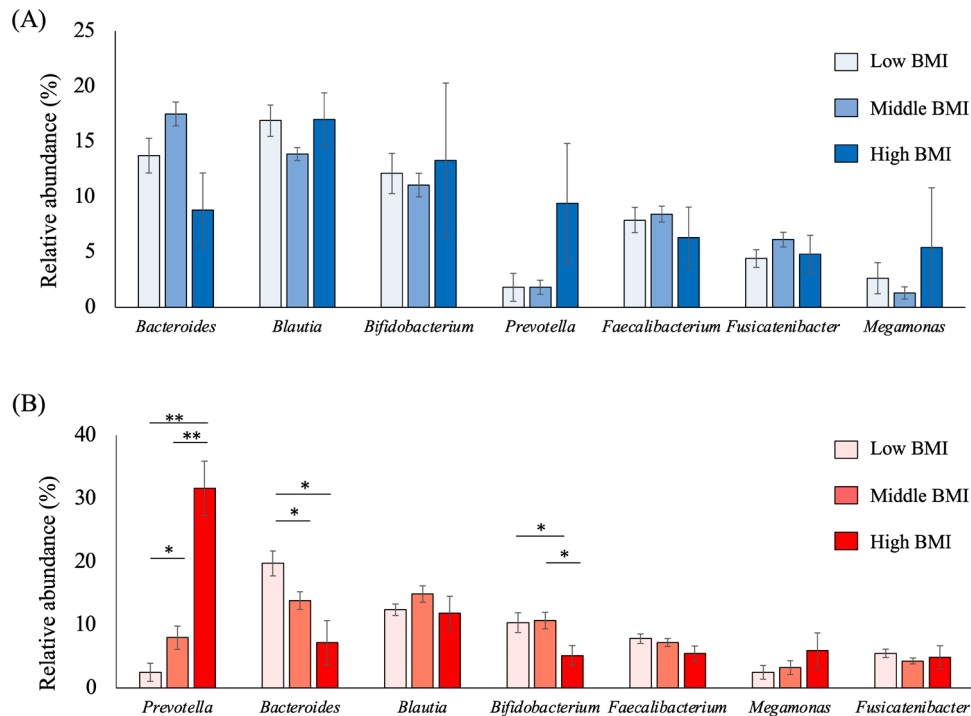 (A)
Relative abundance (%)
25
20
15
10
5
0
Low BMI
Middle BMI
High BMI
Bacteroides Blautia Bifidobacterium Prevotella Faecalibacterium Fusicatenibacter Megamonas
(B)
Relative abundance (%)
40
30
20
10
0
**
**
*
*
*
*
*
Low BMI
Middle BMI
High BMI
Prevotella Bacteroides Blautia Bifidobacterium Faecalibacterium Megamonas Fusicatenibacter